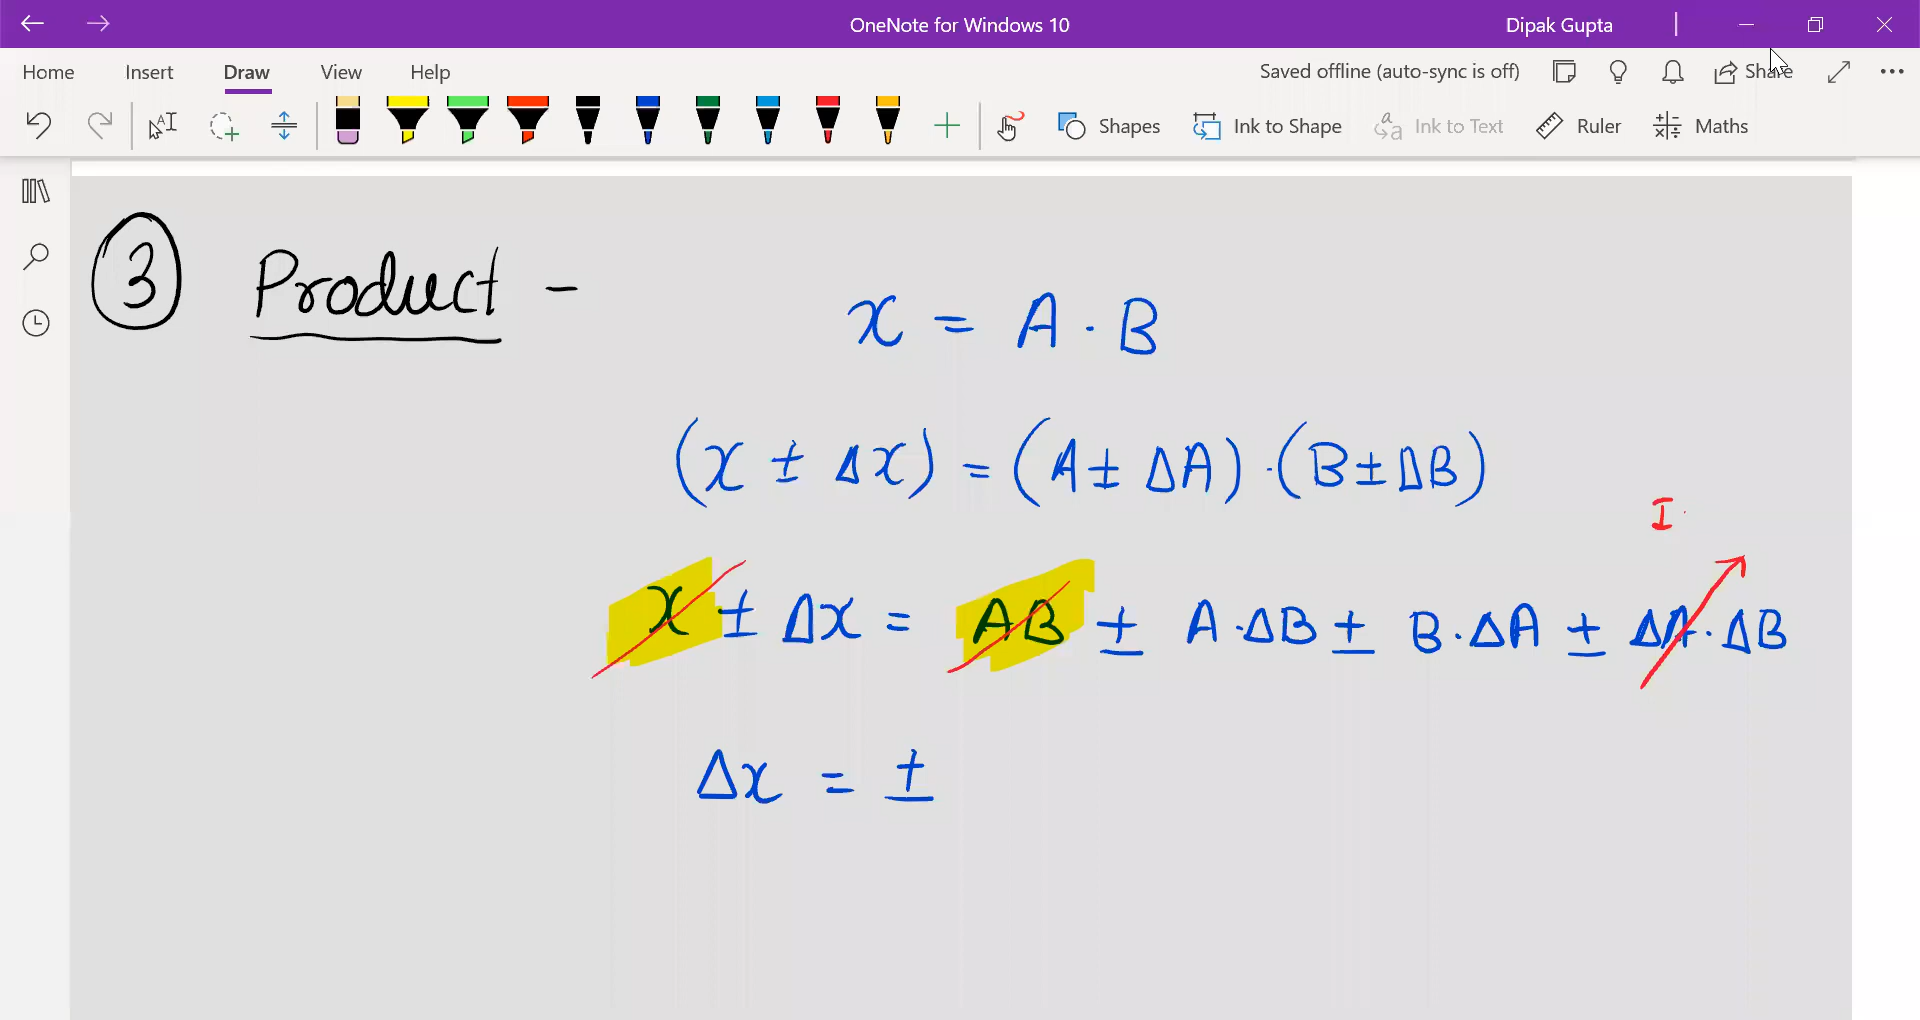 OneNote for Windows 10
Dipak Gupta
Home Insert Draw View Help
Saved offline (auto-sync is off)
Share
Shapes
Ink to Shape
Ink to Text
Ruler
Maths
3 Product -
x = A · B
(x ± Δx) = (A ± ΔA) · (B ± ΔB)
I
x ± Δx = AB ± A·ΔB ± B·ΔA ± ΔA·ΔB
Δx = ±